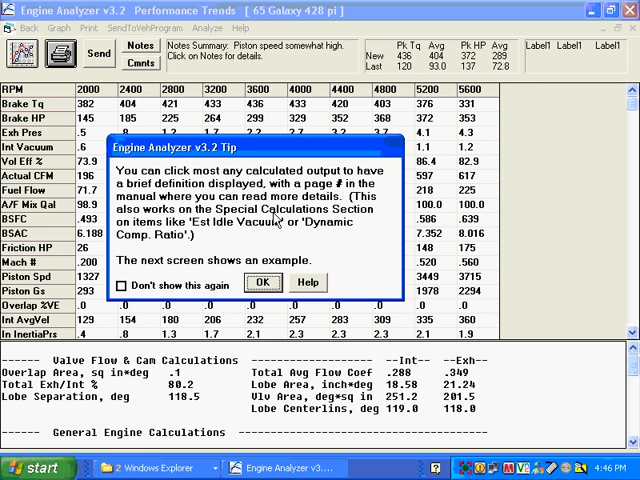 Engine Analyzer v3.2 Performance Trends [ 65 Galaxy 428 pi ]
Back Graph Print SendToVehProgram Analyze Help
Send
Notes
Cmnts
Notes Summary: Piston speed somewhat high.
Click on Notes for details.
Pk Tq Avg Pk HP Avg
New 436 404 372 289
Last 120 93.0 137 72.8
Label1 Label1 Label1
RPM 2000 2400 2800 3200 3600 4000 4400 4800 5200 5600
Brake Tq 382 404 421 433 436 433 420 403 376 331
Brake HP 145 185 225 264 299 329 352 368 372 353
Exh Pres .5 .8 1.2 1.7 2.2 2.7 3.2 3.7 4.1 4.3
Int Vacuum .6 1.1 1.2
Vol Eff % 73.9 86.4 82.9
Actual CFM 196 597 617
Fuel Flow 71.7 218 225
A/F Mix Qal 98.9 100.0 100.0
BSFC .493 .586 .639
BSAC 6.188 7.352 8.016
Friction HP 26 148 175
Mach # .200 .520 .560
Piston Spd 1327 3449 3715
Piston Gs 293 1978 2294
Overlap %VE .0 .0 .0 .0 .0 .0 .0 .0 .0 .0
Int AvgVel 129 154 180 206 232 257 283 309 335 360
In InertiaPrs .4 .8 1.3 1.7 2.1 2.3 2.3 2.3 2.1 1.9
Engine Analyzer v3.2 Tip
You can click most any calculated output to have
a brief definition displayed, with a page # in the
manual where you can read more details. (This
also works on the Special Calculations Section
on items like 'Est Idle Vacuum' or 'Dynamic
Comp. Ratio'.)
The next screen shows an example.
Don't show this again
OK
Help
------ Valve Flow & Cam Calculations ------------------- --Int-- --Exh--
Overlap Area, sq in*deg .1 Total Avg Flow Coef .288 .349
Total Exh/Int % 80.2 Lobe Area, inch*deg 18.58 21.24
Lobe Separation, deg 118.5 Vlv Area, deg*sq in 251.2 201.5
Lobe Centerlins, deg 119.0 118.0
------ General Engine Calculations ------------------------------------
start
2 Windows Explorer
Engine Analyzer v3....
4:46 PM